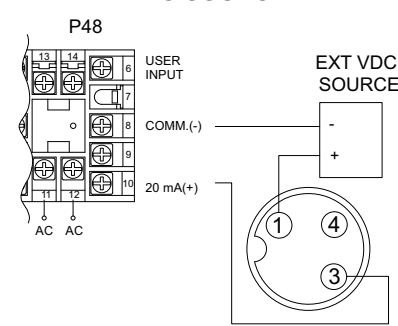 P48
13 14
6
USER
INPUT
7
8
COMM.(-)
9
10
20 mA(+)
11 12
AC AC
EXT VDC
SOURCE
-
+
1
4
3